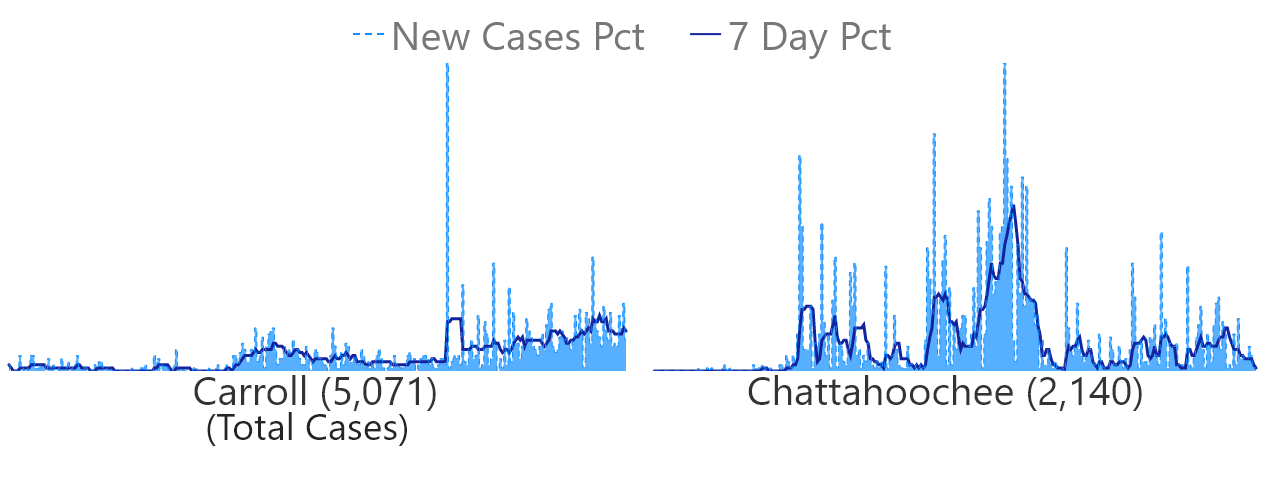 New Cases Pct 7 Day Pct
Carroll (5,071)
(Total Cases)
Chattahoochee (2,140)